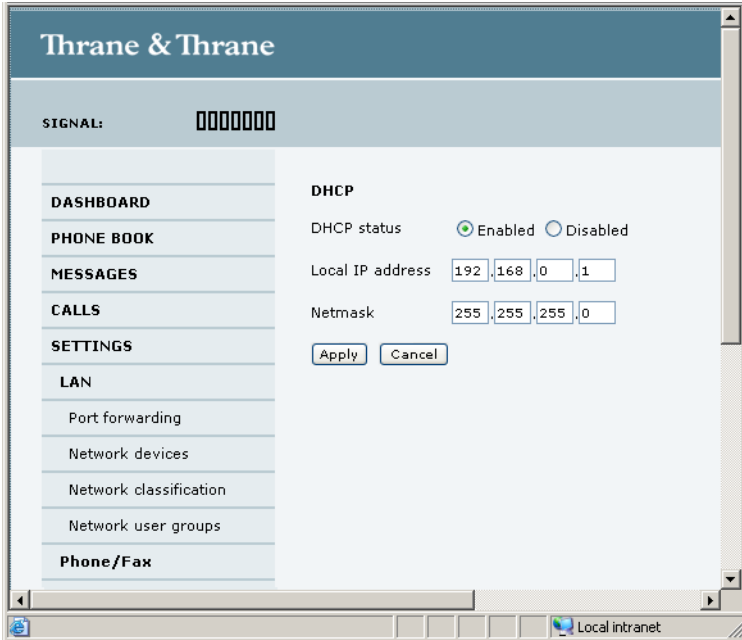 Thrane & Thrane
SIGNAL:
DHCP
DASHBOARD
DHCP status Enabled Disabled
PHONE BOOK
MESSAGES
Local IP address 192 . 168 . 0 . 1
CALLS
Netmask 255 . 255 . 255 . 0
SETTINGS
Apply Cancel
LAN
Port forwarding
Network devices
Network classification
Network user groups
Phone/Fax
Local intranet